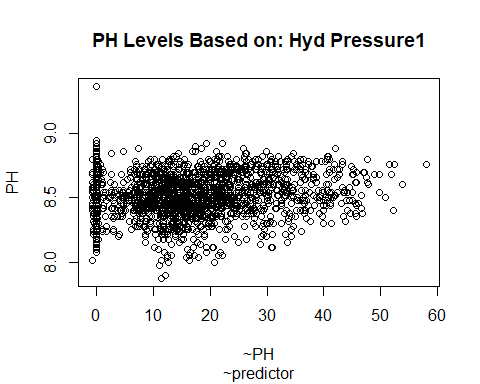 PH Levels Based on: Hyd Pressure1
PH
9.0
8.5
8.0
0 10 20 30 40 50 60
~PH
~predictor